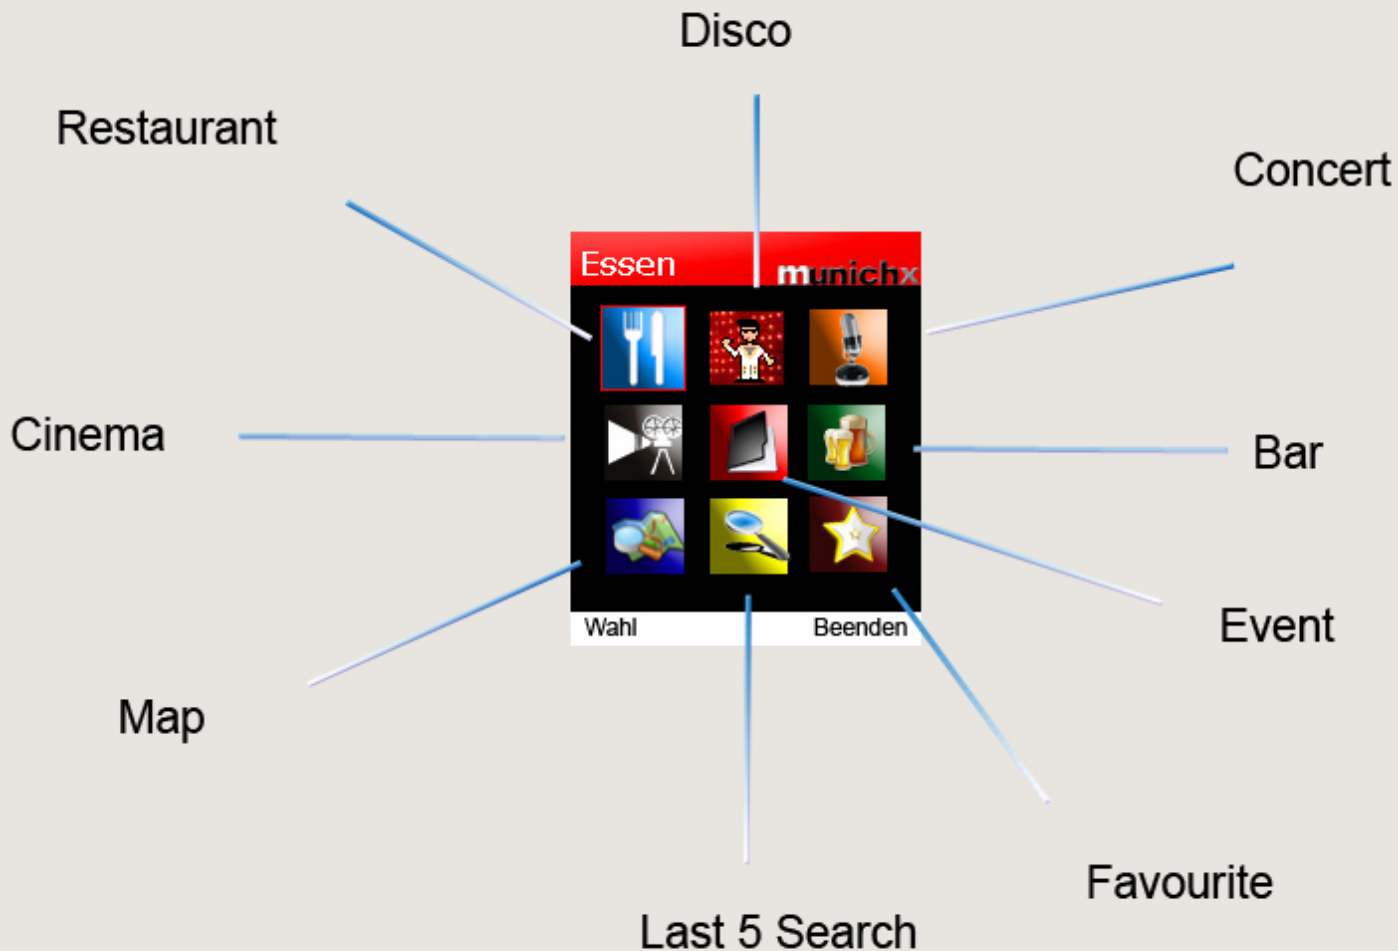 Disco
Restaurant
Concert
Essen
munichx
Cinema
Bar
Event
Wahl
Beenden
Map
Favourite
Last 5 Search